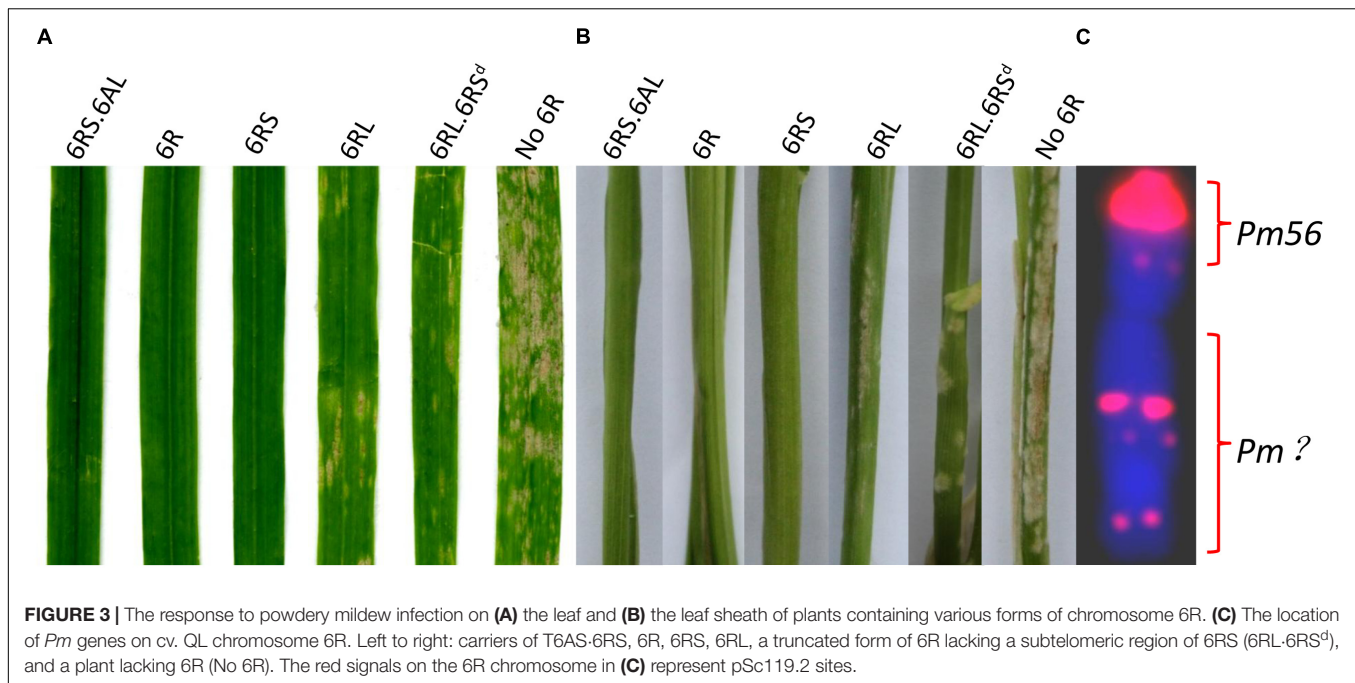 A
B
C
6RS.6AL
6R
6RS
6RL
6RL.6RSᵈ
No 6R
6RS.6AL
6R
6RS
6RL
6RL.6RSᵈ
No 6R
Pm56
Pm ?
FIGURE 3 | The response to powdery mildew infection on (A) the leaf and (B) the leaf sheath of plants containing various forms of chromosome 6R. (C) The location
of Pm genes on cv. QL chromosome 6R. Left to right: carriers of T6AS·6RS, 6R, 6RS, 6RL, a truncated form of 6R lacking a subtelomeric region of 6RS (6RL·6RSᵈ),
and a plant lacking 6R (No 6R). The red signals on the 6R chromosome in (C) represent pSc119.2 sites.